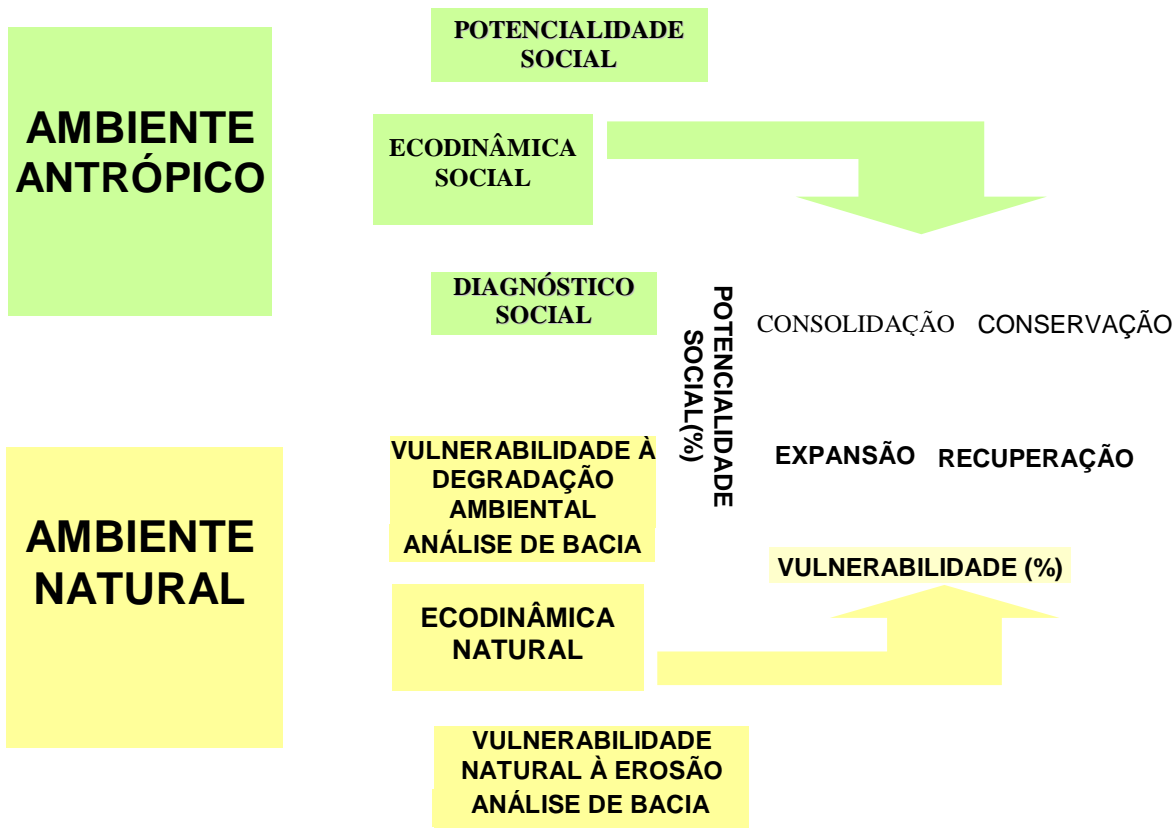 AMBIENTE
ANTRÓPICO
POTENCIALIDADE
SOCIAL
ECODINÂMICA
SOCIAL
DIAGNÓSTICO
SOCIAL
POTENCIALIDADE
SOCIAL(%)
CONSOLIDAÇÃO
CONSERVAÇÃO
EXPANSÃO
RECUPERAÇÃO
VULNERABILIDADE (%)
AMBIENTE
NATURAL
VULNERABILIDADE À
DEGRADAÇÃO
AMBIENTAL
ANÁLISE DE BACIA
ECODINÂMICA
NATURAL
VULNERABILIDADE
NATURAL À EROSÃO
ANÁLISE DE BACIA